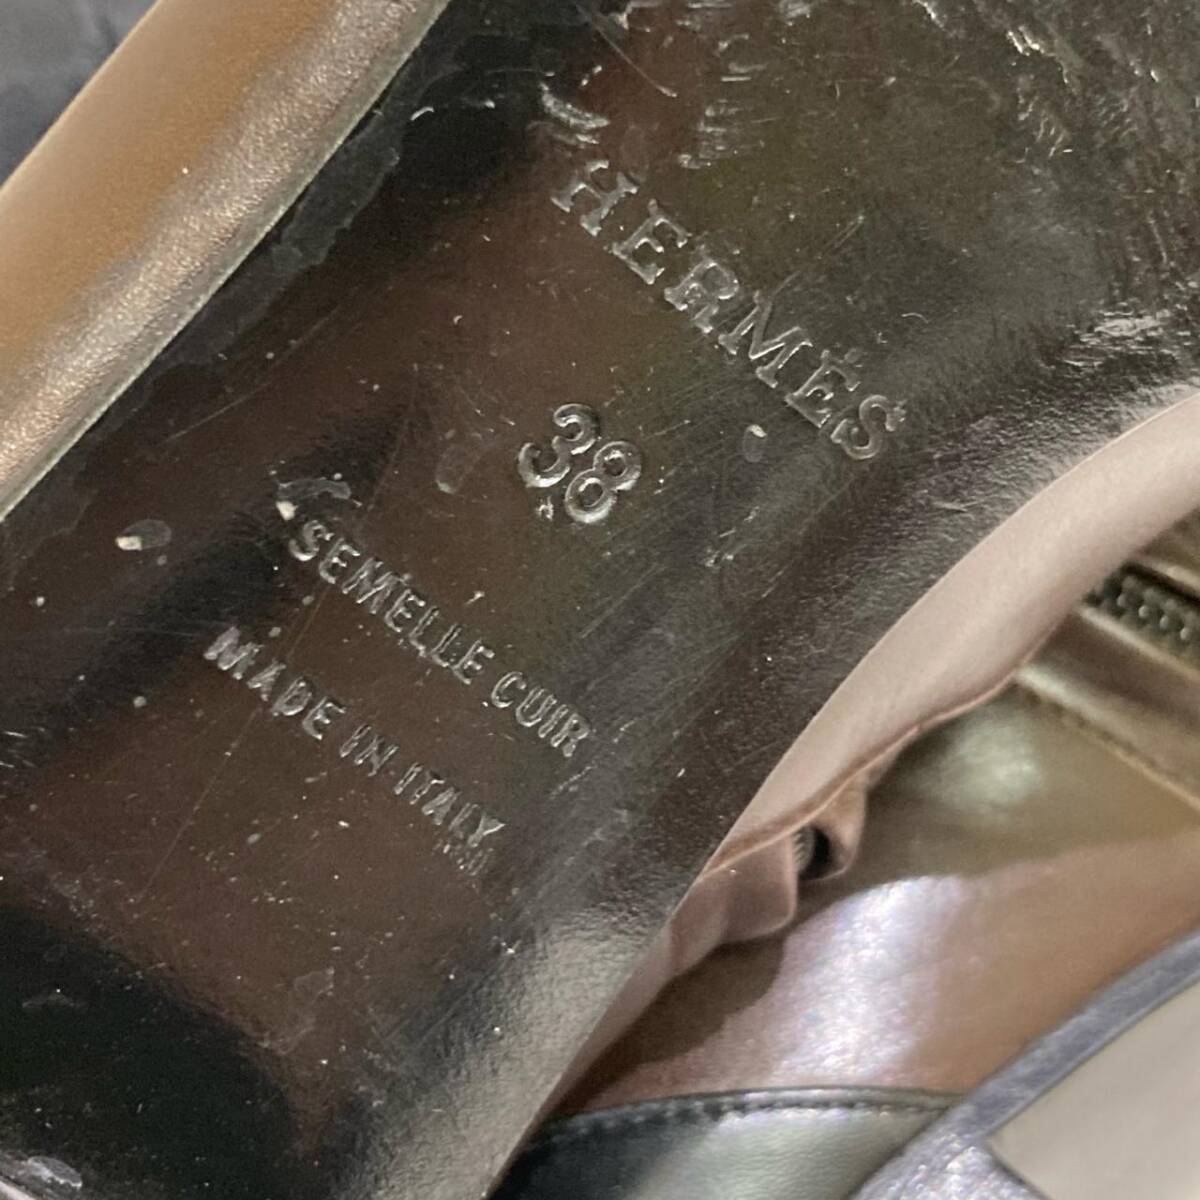 HERMÈS
38
SEMELLE CUIR
MADE IN ITALY